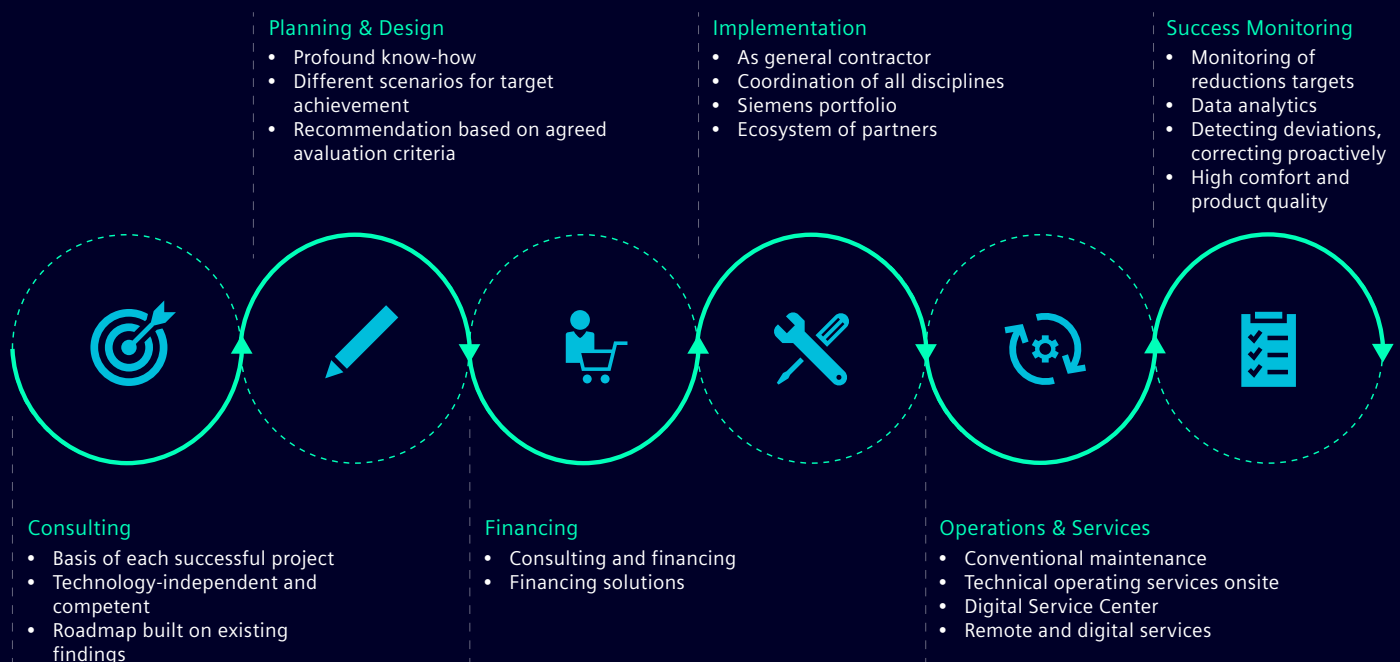 Planning & Design
• Profound know-how
• Different scenarios for target
achievement
• Recommendation based on agreed
avaluation criteria
Implementation
• As general contractor
• Coordination of all disciplines
• Siemens portfolio
• Ecosystem of partners
Success Monitoring
• Monitoring of
reductions targets
• Data analytics
• Detecting deviations,
correcting proactively
• High comfort and
product quality
Consulting
• Basis of each successful project
• Technology-independent and
competent
• Roadmap built on existing
findings
Financing
• Consulting and financing
• Financing solutions
Operations & Services
• Conventional maintenance
• Technical operating services onsite
• Digital Service Center
• Remote and digital services